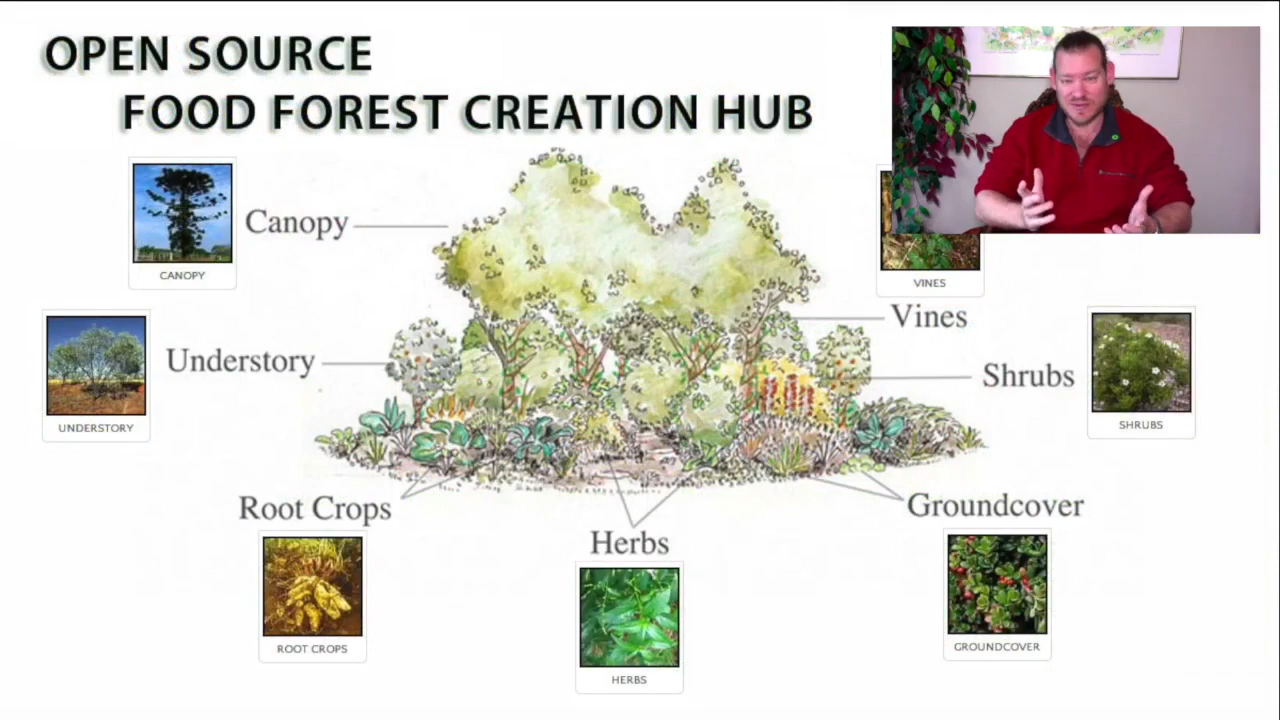 OPEN SOURCE
FOOD FOREST CREATION HUB
CANOPY
Canopy
VINES
Vines
UNDERSTORY
Understory
Shrubs
SHRUBS
Root Crops
ROOT CROPS
Herbs
HERBS
Groundcover
GROUNDCOVER